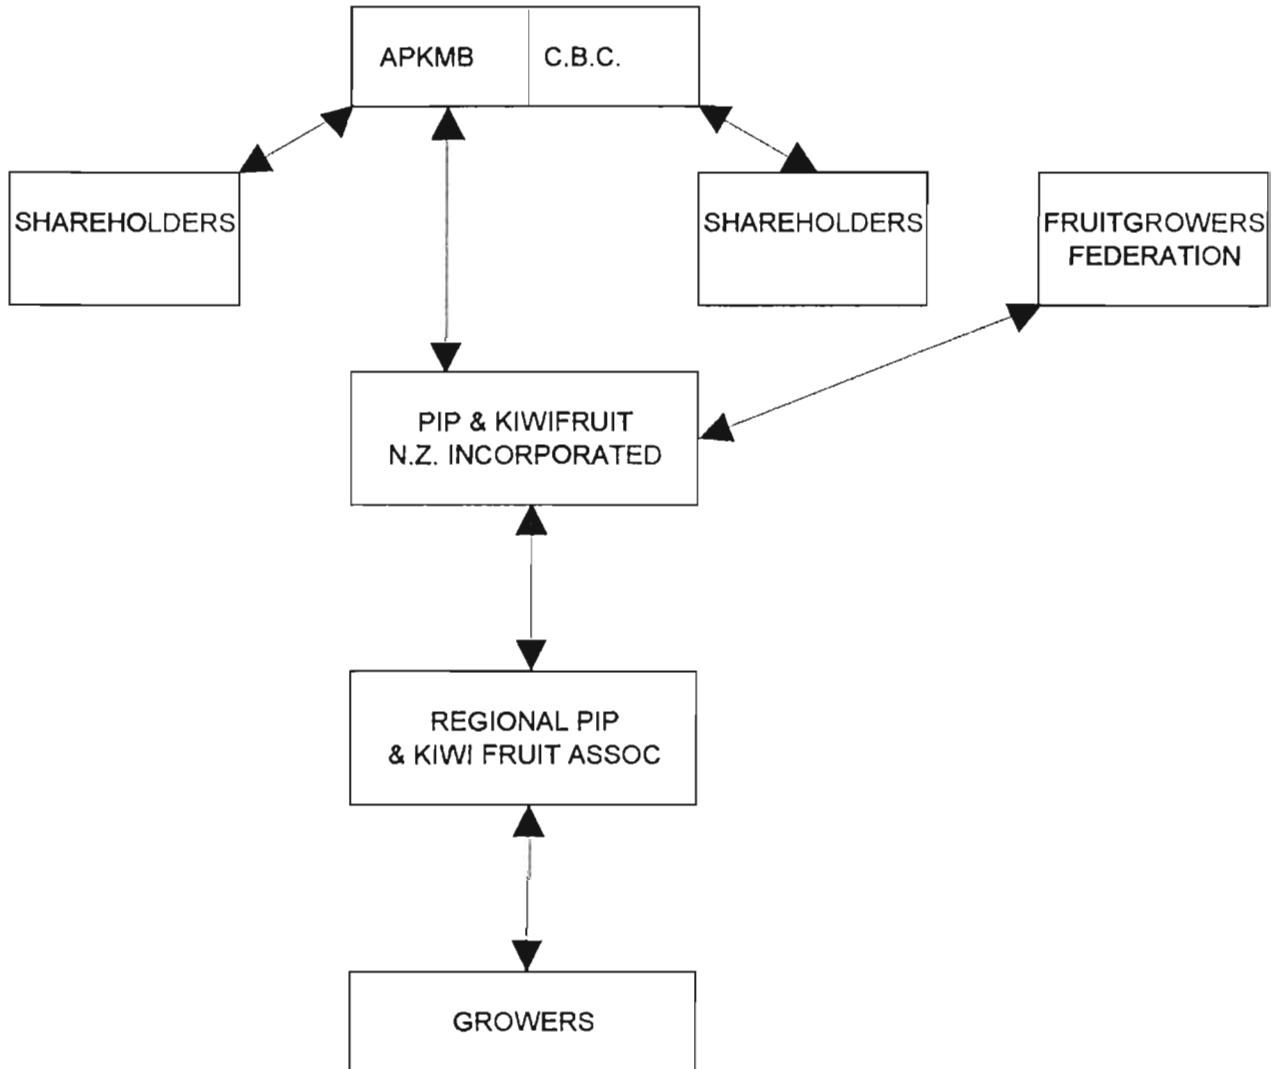 APKMB C.B.C.
SHAREHOLDERS
SHAREHOLDERS
FRUITGROWERS
FEDERATION
PIP & KIWIFRUIT
N.Z. INCORPORATED
REGIONAL PIP
& KIWI FRUIT ASSOC
GROWERS